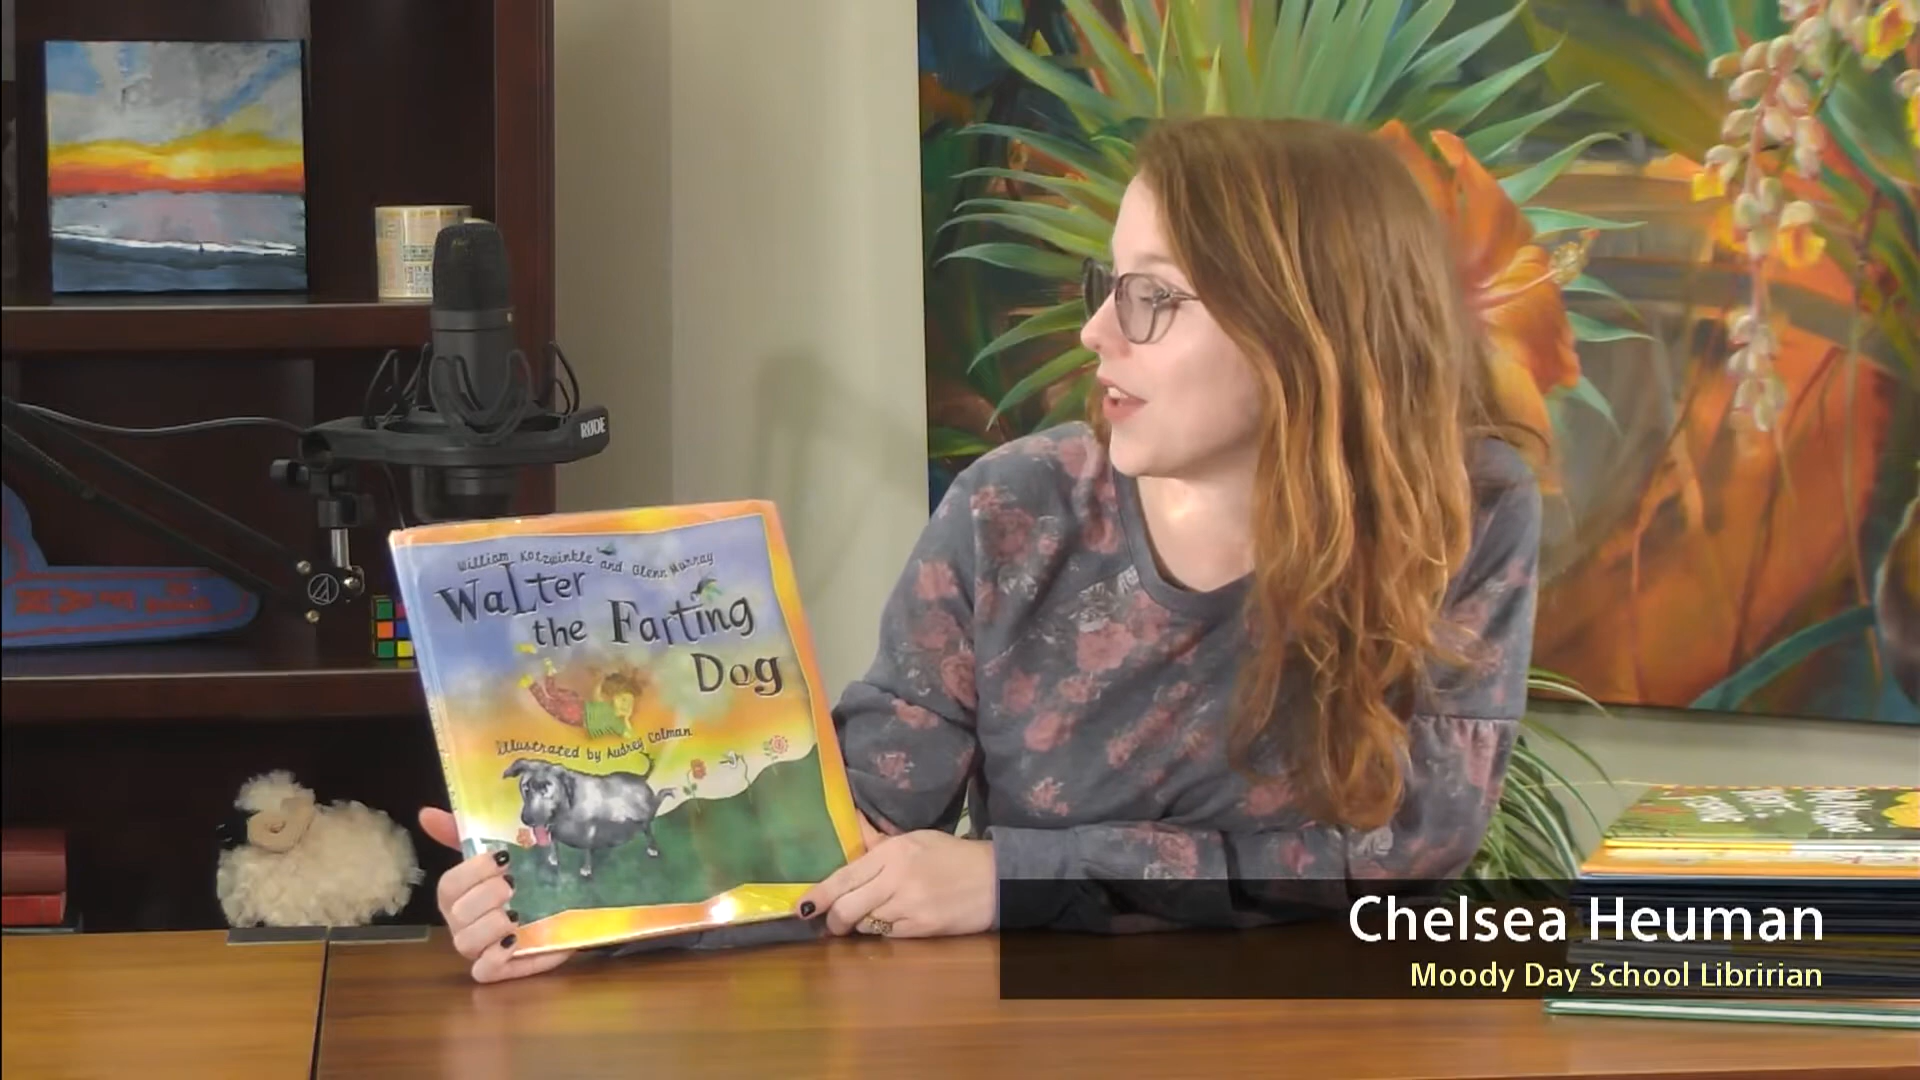 RØDE
William Kotzwinkle and Glenn Murray
Walter
the Farting
Dog
Illustrated by Audrey Colman
Chelsea Heuman
Moody Day School Libririan